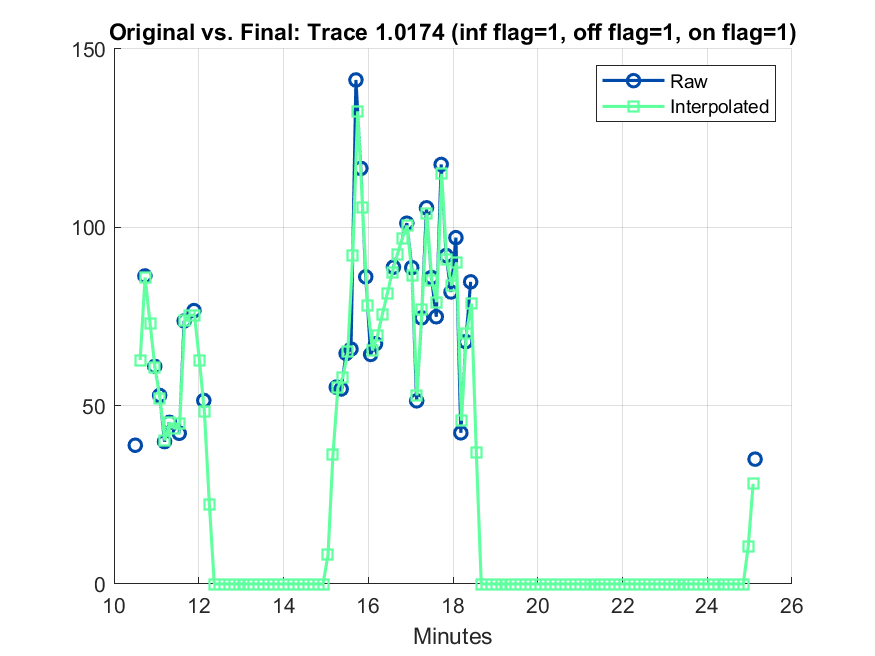 Original vs. Final: Trace 1.0174 (inf flag=1, off flag=1, on flag=1)
150
Raw
Interpolated
100
50
0
10 12 14 16 18 20 22 24 26
Minutes